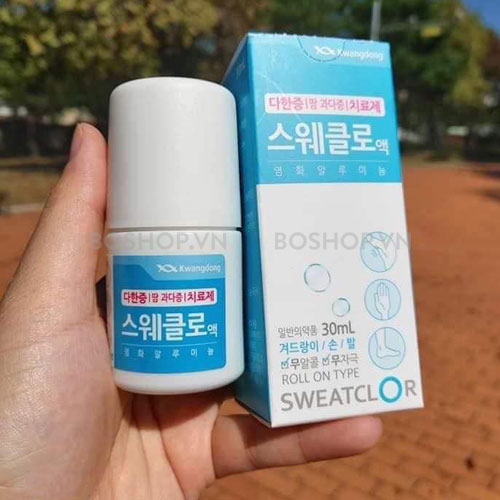 Kwangdong
다한증|땀 과다증|치료제
스웨클로액
염화알루미늄
BOSHOP.VN
Kwangdong
다한증|땀 과다증|치료제
스웨클로액
염화알루미늄
BOSHOP.VN
일반의약품 30mL
겨드랑이/손/발
무알콜 무자극
ROLL ON TYPE
SWEATCLOR